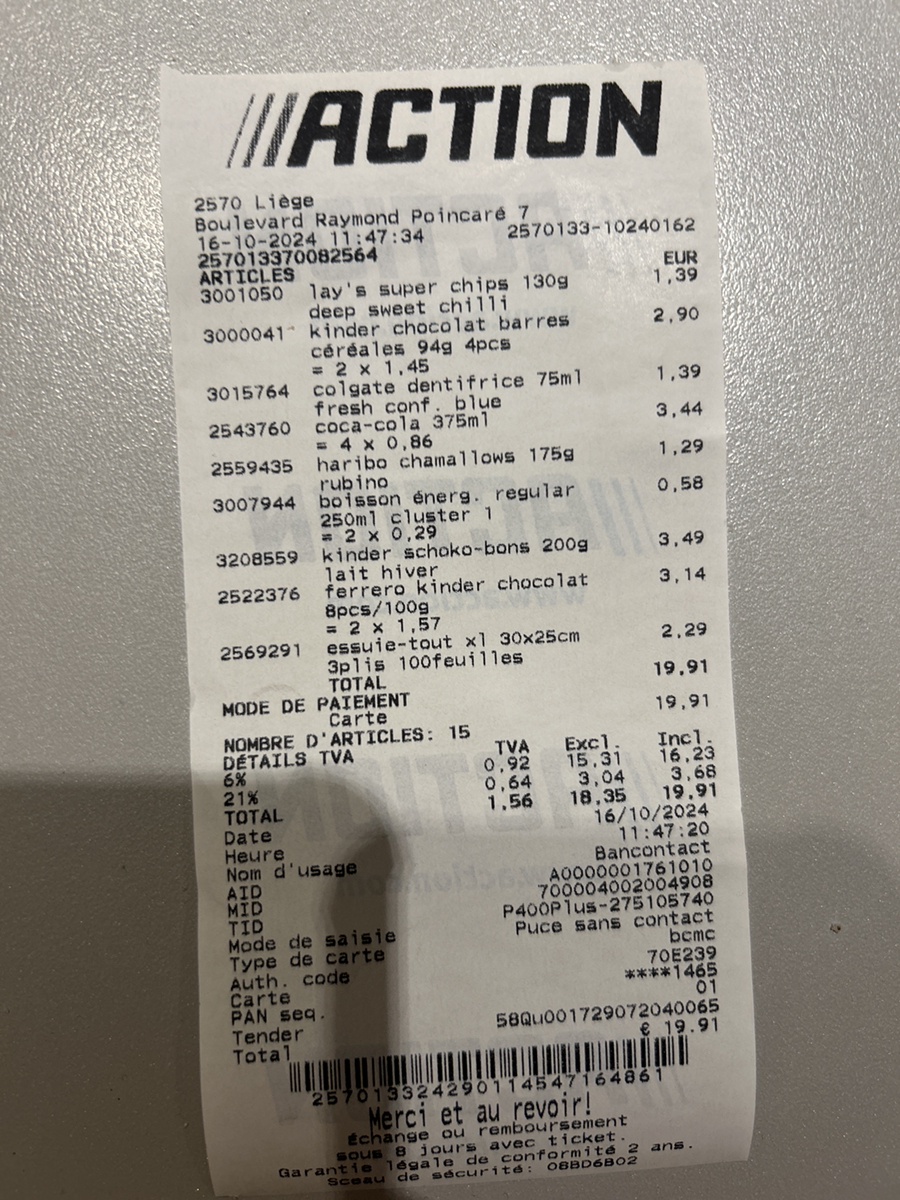 ///ACTION
2570 Liège
Boulevard Raymond Poincaré 7
16-10-2024 11:47:34 2570133-10240162
257013370082564
ARTICLES EUR
3001050 lay's super chips 130g 1,39
deep sweet chilli
3000041 kinder chocolat barres 2,90
céréales 94g 4pcs
= 2 x 1,45
3015764 colgate dentifrice 75ml 1,39
fresh conf. blue
2543760 coca-cola 375ml 3,44
= 4 x 0,86
2559435 haribo chamallows 175g 1,29
rubino
3007944 boisson énerg. regular 0,58
250ml cluster 1
= 2 x 0,29
3208559 kinder schoko-bons 200g 3,49
lait hiver
2522376 ferrero kinder chocolat 3,14
8pcs/100g
= 2 x 1,57
2569291 essuie-tout xl 30x25cm 2,29
3plis 100feuilles
TOTAL 19,91
MODE DE PAIEMENT
Carte 19,91
NOMBRE D'ARTICLES: 15
DÉTAILS TVA TVA Excl. Incl.
6% 0,92 15,31 16,23
21% 0,64 3,04 3,68
TOTAL 1,56 18,35 19,91
Date 16/10/2024
Heure 11:47:20
Nom d'usage Bancontact
AID A0000001761010
MID 700004002004908
TID P400Plus-275105740
Mode de saisie Puce sans contact
Type de carte bcmc
Auth. code 70E239
Carte ****1465
PAN seq. 01
Tender 58Qu001729072040065
Total € 19.91
2570133242901145471 64861
Merci et au revoir!
Échange ou remboursement
sous 8 jours avec ticket.
Garantie légale de conformité 2 ans.
Sceau de sécurité: 08BD6B02